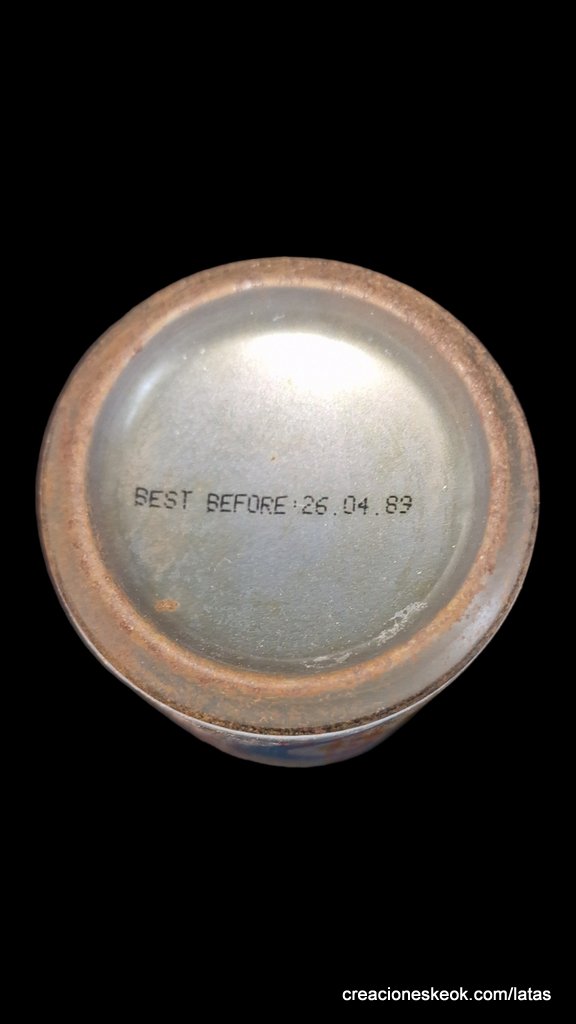 BEST BEFORE:26.04.89
creacioneskeok.com/latas